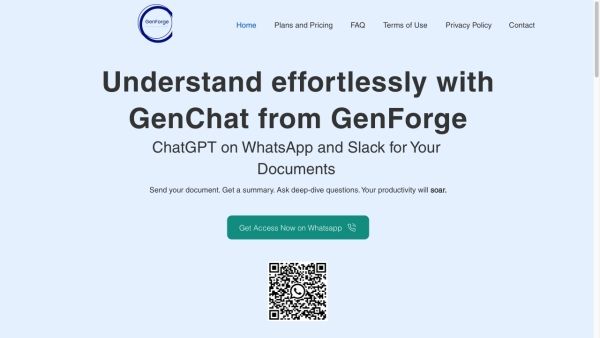 GenForge
Home
Plans and Pricing
FAQ
Terms of Use
Privacy Policy
Contact
Understand effortlessly with
GenChat from GenForge
ChatGPT on WhatsApp and Slack for Your
Documents
Send your document. Get a summary. Ask deep-dive questions. Your productivity will soar.
Get Access Now on Whatsapp